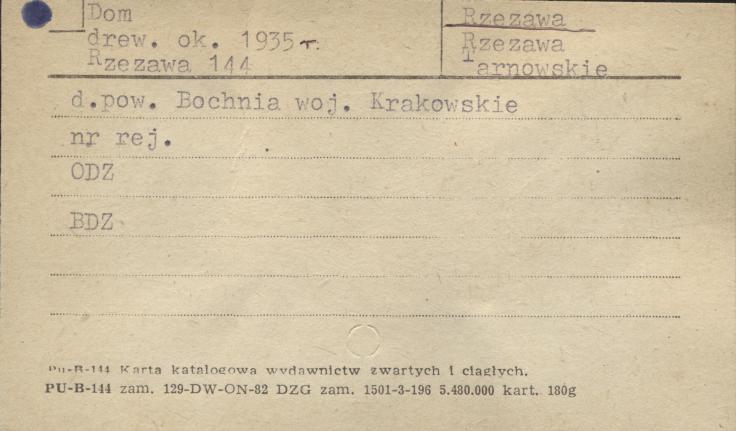 Dom
drew. ok. 1935 r.
Rzezawa 144
Rzezawa
Rzezawa
Tarnowskie
d.pow. Bochnia woj. Krakowskie
nr rej.
ODZ
BDZ
Pu-B-144 Karta katalogowa wydawnictw zwartych i ciągłych.
PU-B-144 zam. 129-DW-ON-82 DZG zam. 1501-3-196 5.480.000 kart. 180g